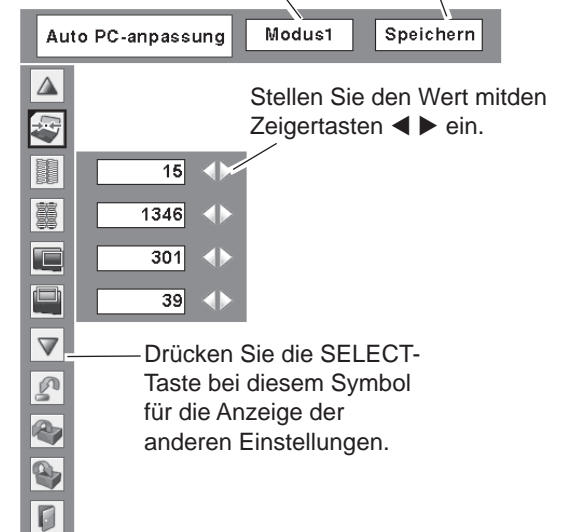 Auto PC-anpassung Modus1 Speichern
Stellen Sie den Wert mitden
Zeigertasten ◀ ▶ ein.
15
1346
301
39
Drücken Sie die SELECT-
Taste bei diesem Symbol
für die Anzeige der
anderen Einstellungen.